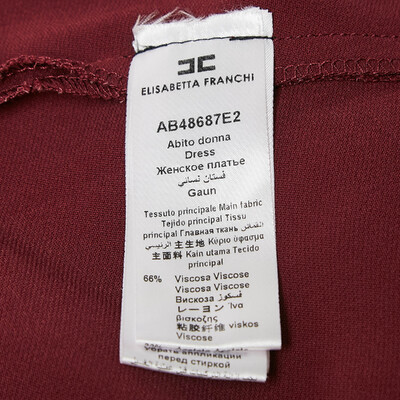 ELISABETTA FRANCHI
AB48687E2
Abito donna
Dress
Женское платье
فستان نسائي
Gaun
Tessuto principale Main fabric
Tejido principal Tissu
principal Главная ткань القماش
الرئيسي 主生地 Κύριο ύφασμα
主面料 Kain utama Tecido
principal
66% Viscosa Viscose
Viscosa Viscose
Вискоза فسكوز
レーヨン Ίνα
βισκόζης
粘胶纤维 viskos
Viscose
перед стиркой